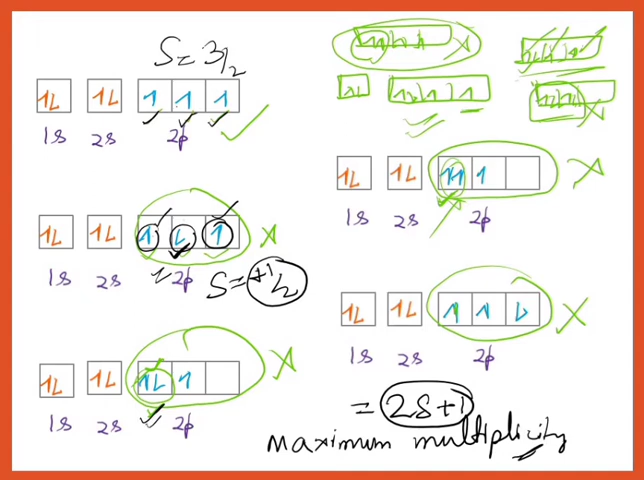 S = 3/2
1s 2s 2p
S = +1/2
1s 2s 2p
1s 2s 2p
1s 2s 2p
1s 2s 2p
= 2s+1
maximum multiplicity